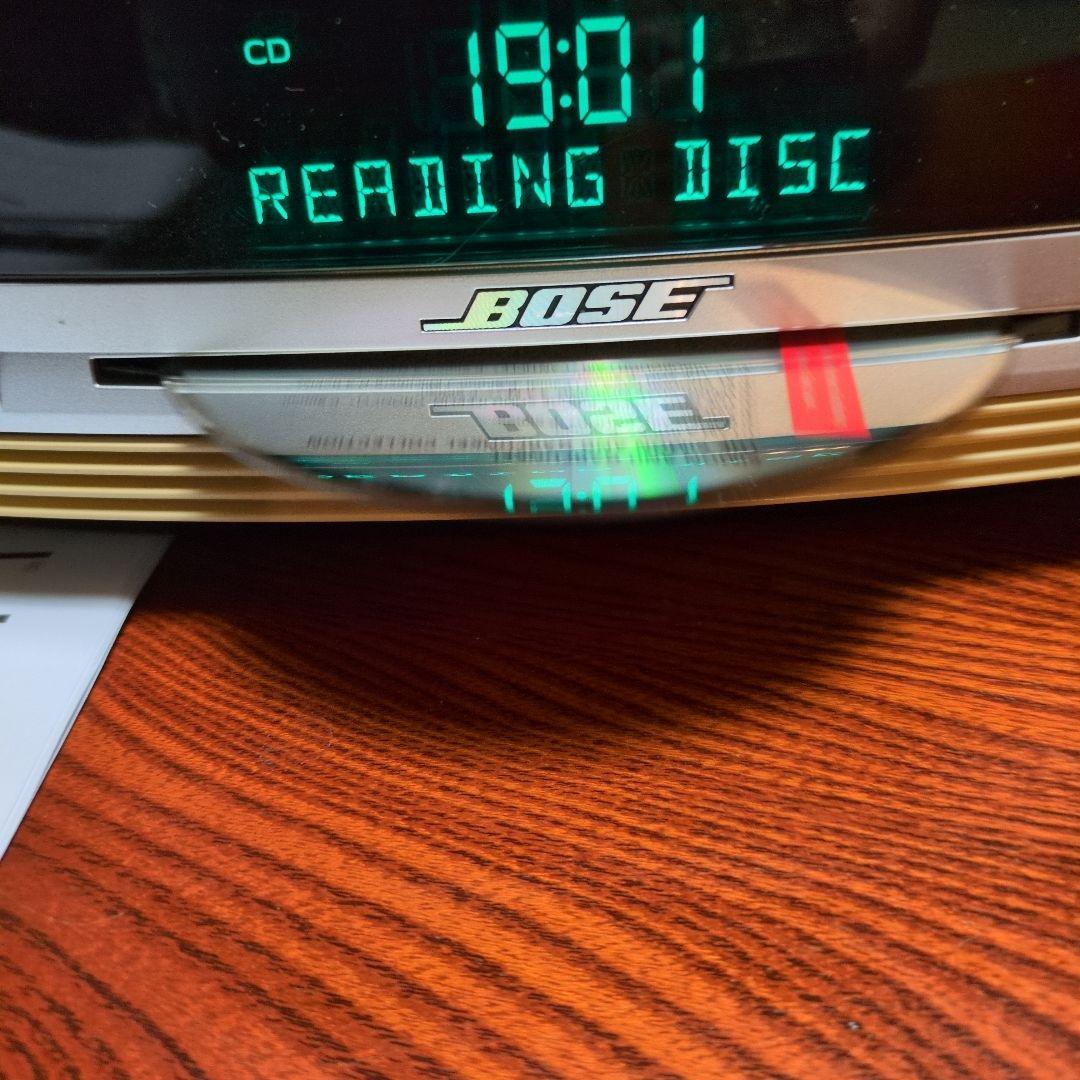 CD
19:01
READING DISC
BOSE